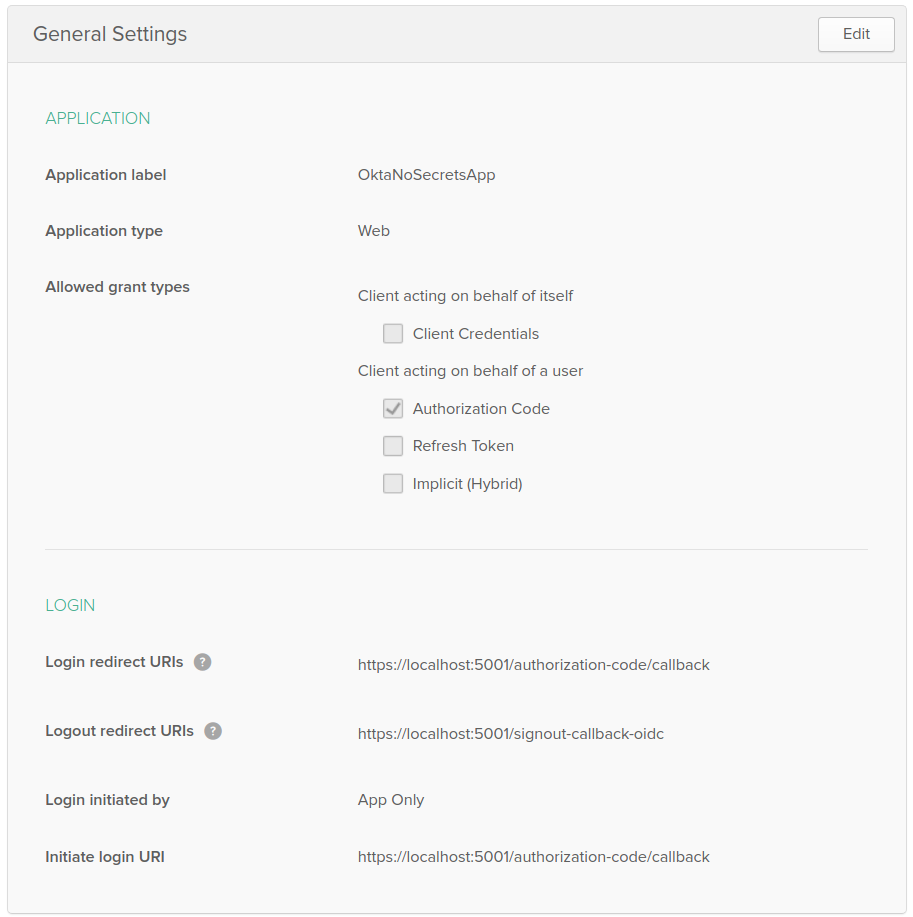 General Settings
Edit
APPLICATION
Application label
OktaNoSecretsApp
Application type
Web
Allowed grant types
Client acting on behalf of itself
Client Credentials
Client acting on behalf of a user
Authorization Code
Refresh Token
Implicit (Hybrid)
LOGIN
Login redirect URIs ?
https://localhost:5001/authorization-code/callback
Logout redirect URIs ?
https://localhost:5001/signout-callback-oidc
Login initiated by
App Only
Initiate login URI
https://localhost:5001/authorization-code/callback